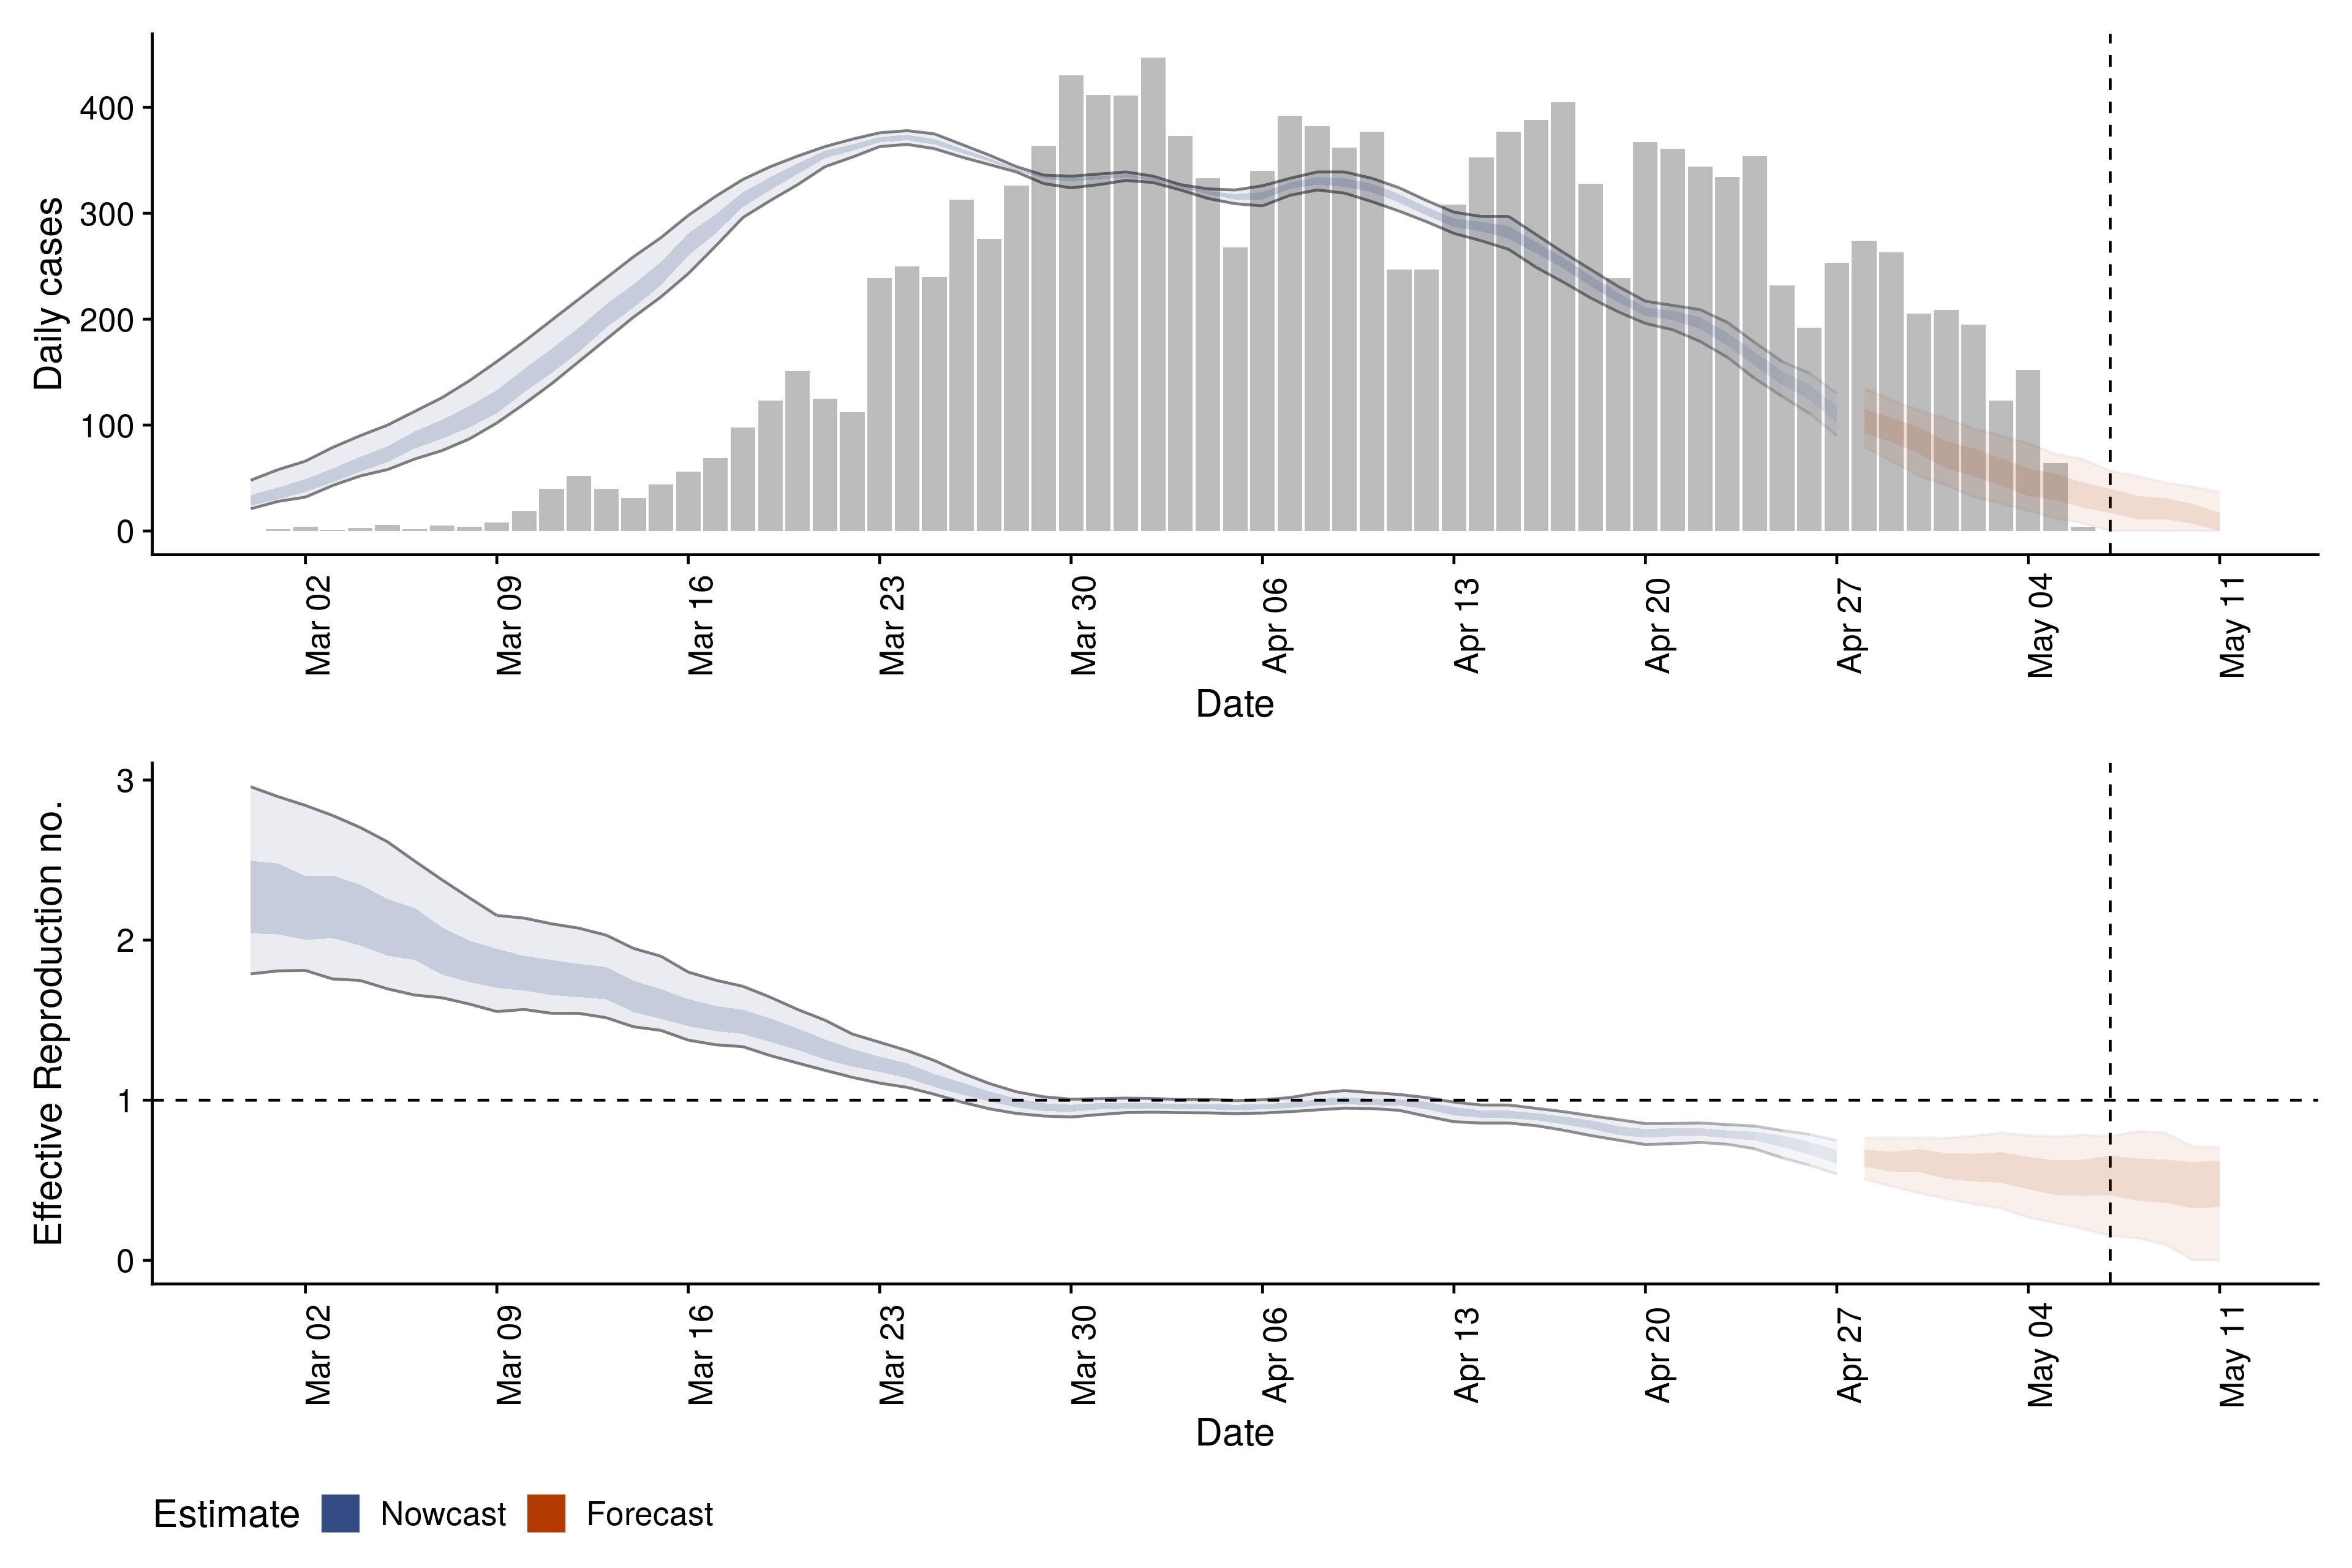 Daily cases
400
300
200
100
0
Mar 02
Mar 09
Mar 16
Mar 23
Mar 30
Apr 06
Apr 13
Apr 20
Apr 27
May 04
May 11
Date
Effective Reproduction no.
3
2
1
0
Mar 02
Mar 09
Mar 16
Mar 23
Mar 30
Apr 06
Apr 13
Apr 20
Apr 27
May 04
May 11
Date
Estimate Nowcast Forecast